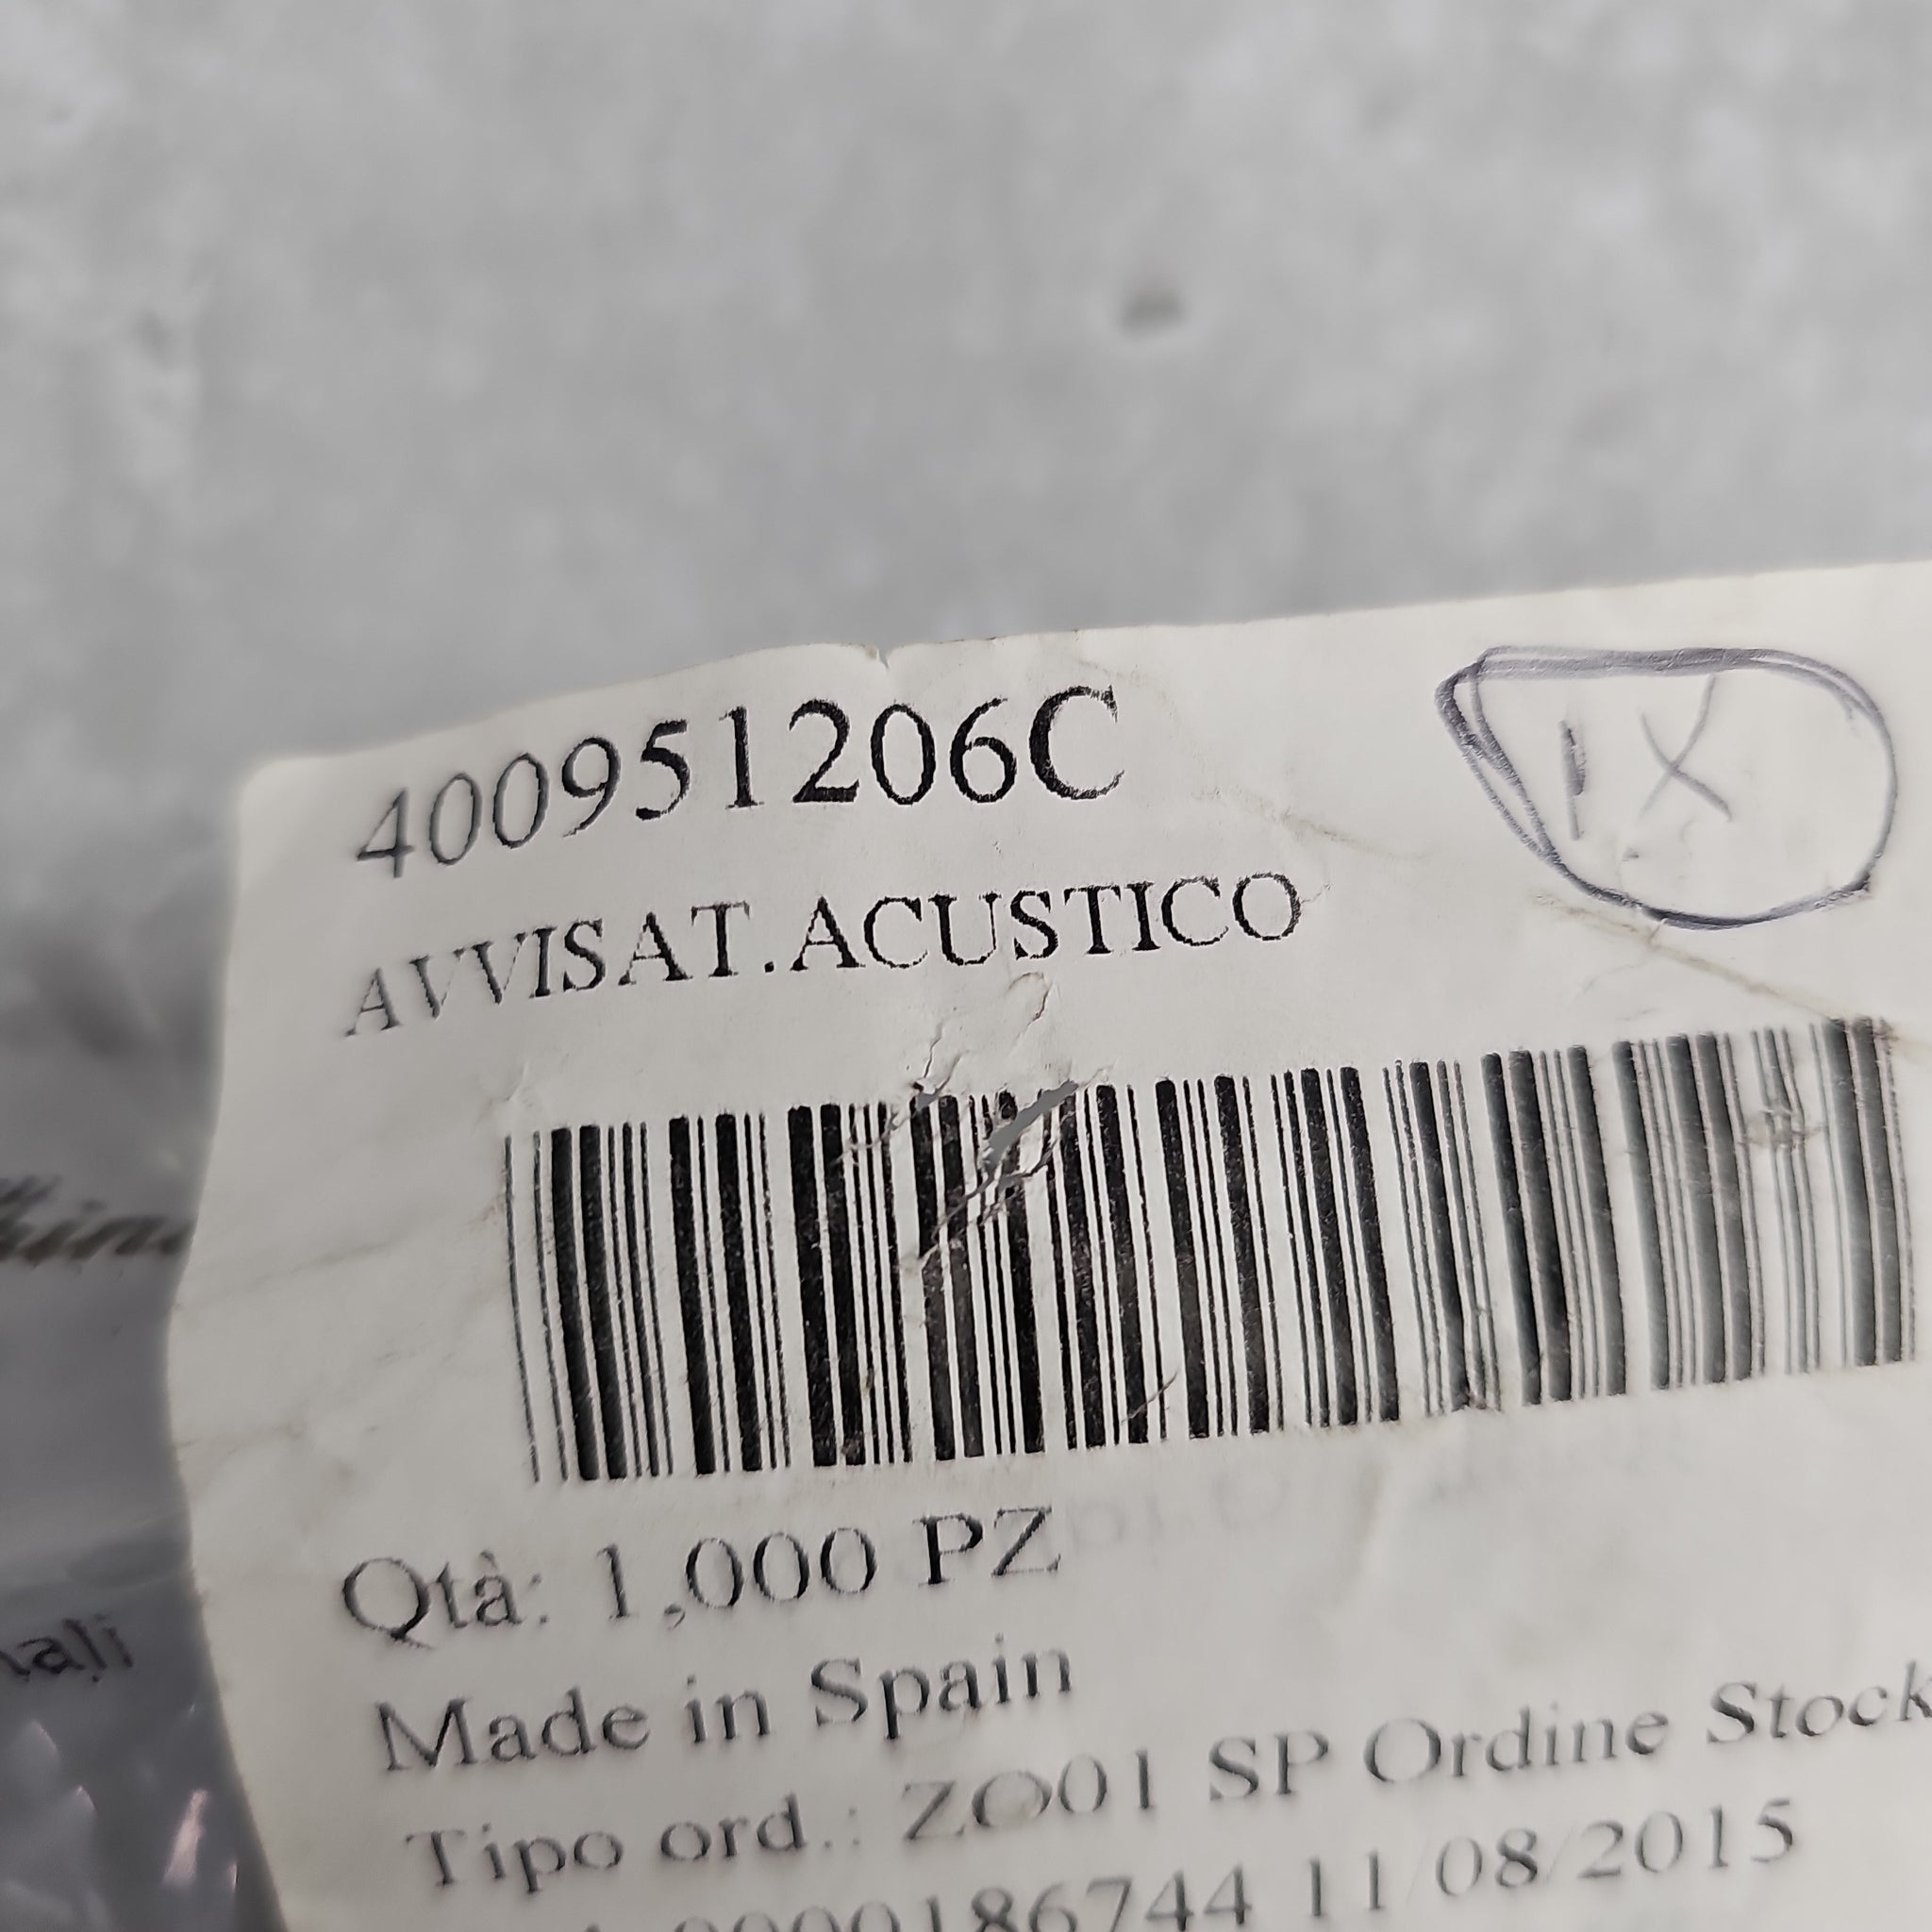 400951206C
1X
AVVISAT.ACUSTICO
Qtà: 1,000 PZ
Made in Spain
Tipo ord.: ZO01 SP Ordine Stock
0000186744 11/08/2015